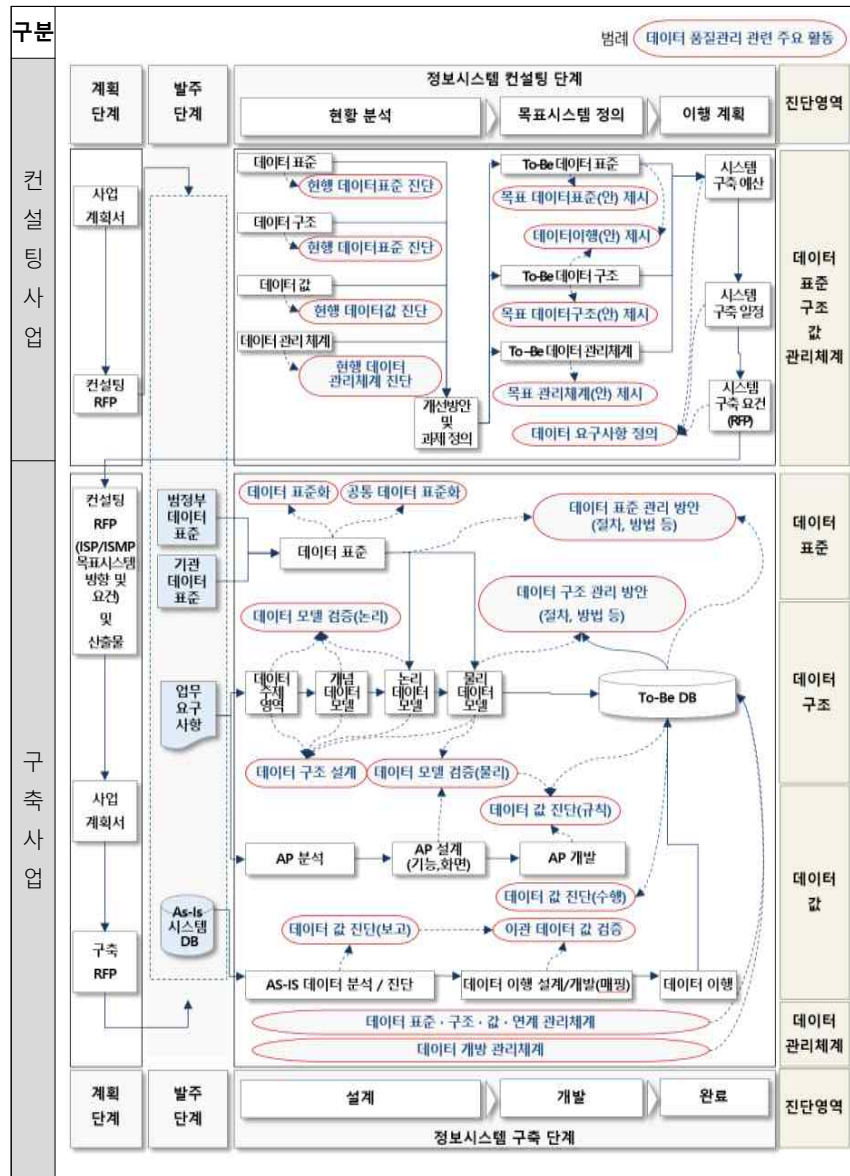 구분
범례
데이터 품질관리 관련 주요 활동
계획
단계
발주
단계
정보시스템 컨설팅 단계
현황 분석
목표시스템 정의
이행 계획
진단영역
컨
설
팅
사
업
사업
계획서
컨설팅
RFP
데이터 표준
현행 데이터표준 진단
데이터 구조
현행 데이터표준 진단
데이터 값
현행 데이터값 진단
데이터 관리 체계
현행 데이터
관리체계 진단
개선방안
및
과제 정의
To-Be 데이터 표준
목표 데이터표준(안) 제시
데이터이행(안) 제시
To-Be 데이터 구조
목표 데이터구조(안) 제시
To-Be 데이터 관리체계
목표 관리체계(안) 제시
데이터 요구사항 정의
시스템
구축 예산
시스템
구축 일정
시스템
구축 요건
(RFP)
데이터
표준
구조
값
관리체계
구
축
사
업
컨설팅
RFP
(ISP/ISMP
목표시스템
방향 및
요건)
및
산출물
사업
계획서
구축
RFP
범정부
데이터
표준
기관
데이터
표준
업무
요구
사항
As-Is
시스템
DB
데이터 표준화
공통 데이터 표준화
데이터 표준
데이터 표준 관리 방안
(절차, 방법 등)
데이터 구조 관리 방안
(절차, 방법 등)
데이터 모델 검증(논리)
데이터
주제
영역
개념
데이터
모델
논리
데이터
모델
물리
데이터
모델
To-Be DB
데이터 구조 설계
데이터 모델 검증(물리)
데이터 값 진단(규칙)
AP 분석
AP 설계
(기능,화면)
AP 개발
데이터 값 진단(수행)
데이터 값 진단(보고)
이관 데이터 값 검증
AS-IS 데이터 분석 / 진단
데이터 이행 설계/개발(매핑)
데이터 이행
데이터 표준 · 구조 · 값 · 연계 관리체계
데이터 개방 관리체계
데이터
표준
데이터
구조
데이터
값
데이터
관리체계
계획
단계
발주
단계
설계
개발
완료
정보시스템 구축 단계
진단영역